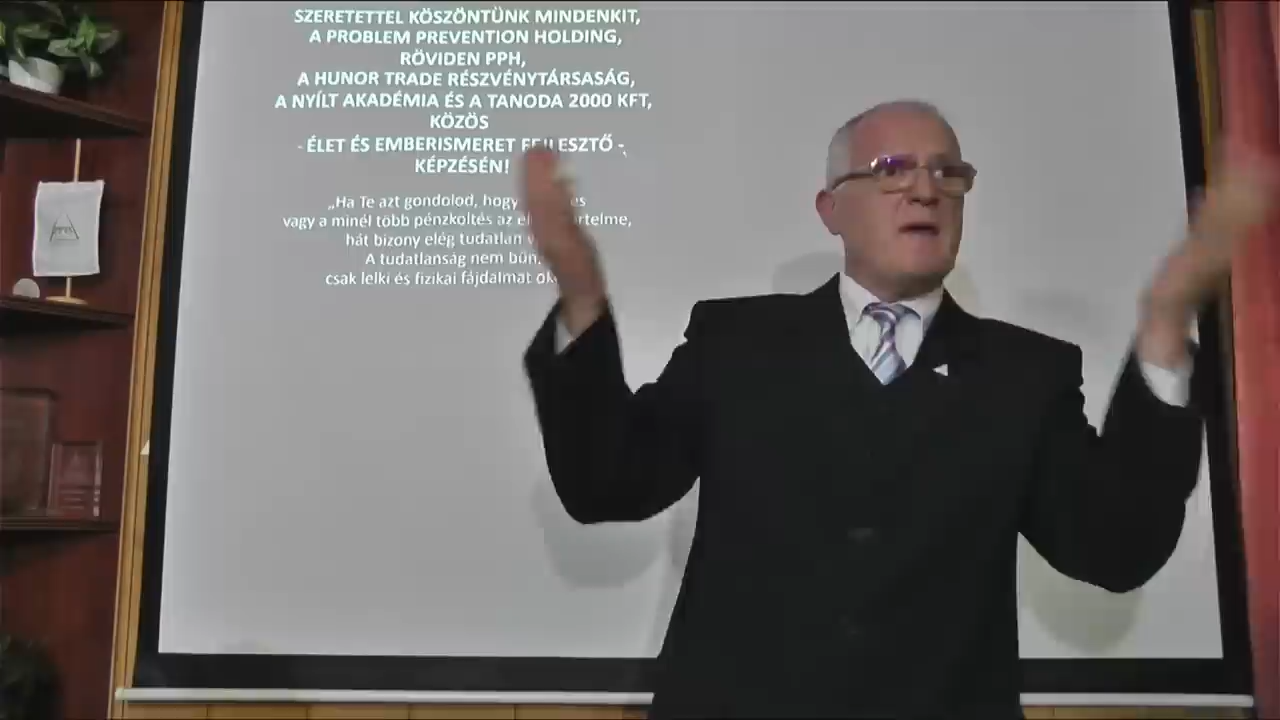 SZERETETTEL KÖSZÖNTÜNK MINDENKIT,
A PROBLEM PREVENTION HOLDING,
RÖVIDEN PPH,
A HUNOR TRADE RÉSZVÉNYTÁRSASÁG,
A NYÍLT AKADÉMIA ÉS A TANODA 2000 KFT,
KÖZÖS
- ÉLET ÉS EMBERISMERET FEJLESZTŐ -,
KÉPZÉSÉN!
„Ha Te azt gondolod, hogy
vagy a minél több pénzköltés az
hát bizony elég tudatlan
A tudatlanság nem bűn,
csak lelki és fizikai fájdalmat